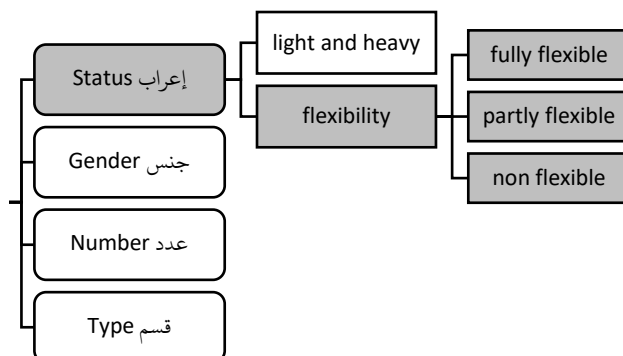 Status إعراب
Gender جنس
Number عدد
Type قسم
light and heavy
flexibility
fully flexible
partly flexible
non flexible